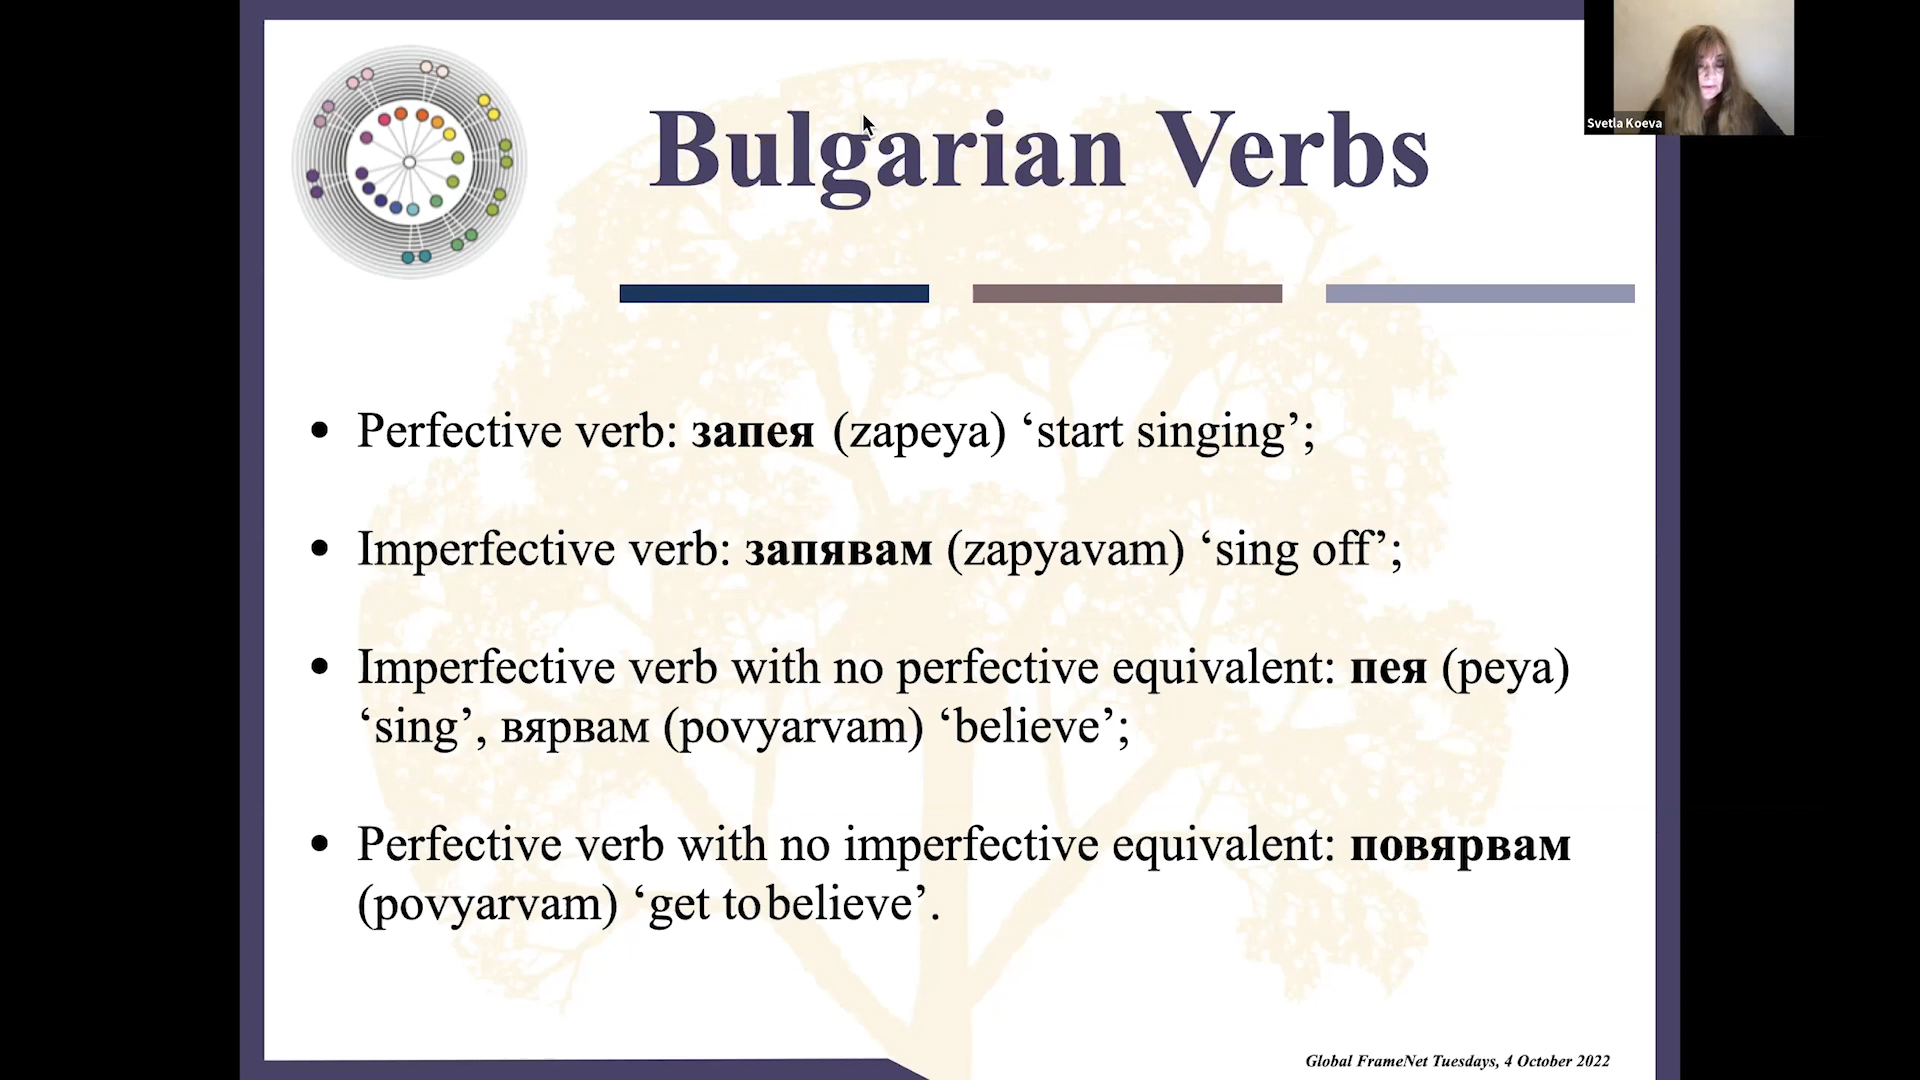 Bulgarian Verbs
Svetla Koeva
• Perfective verb: запея (zapeya) ‘start singing’;
• Imperfective verb: запявам (zapyavam) ‘sing off’;
• Imperfective verb with no perfective equivalent: пея (peya)
‘sing’, вярвам (povyarvam) ‘believe’;
• Perfective verb with no imperfective equivalent: повярвам
(povyarvam) ‘get to believe’.
Global FrameNet Tuesdays, 4 October 2022